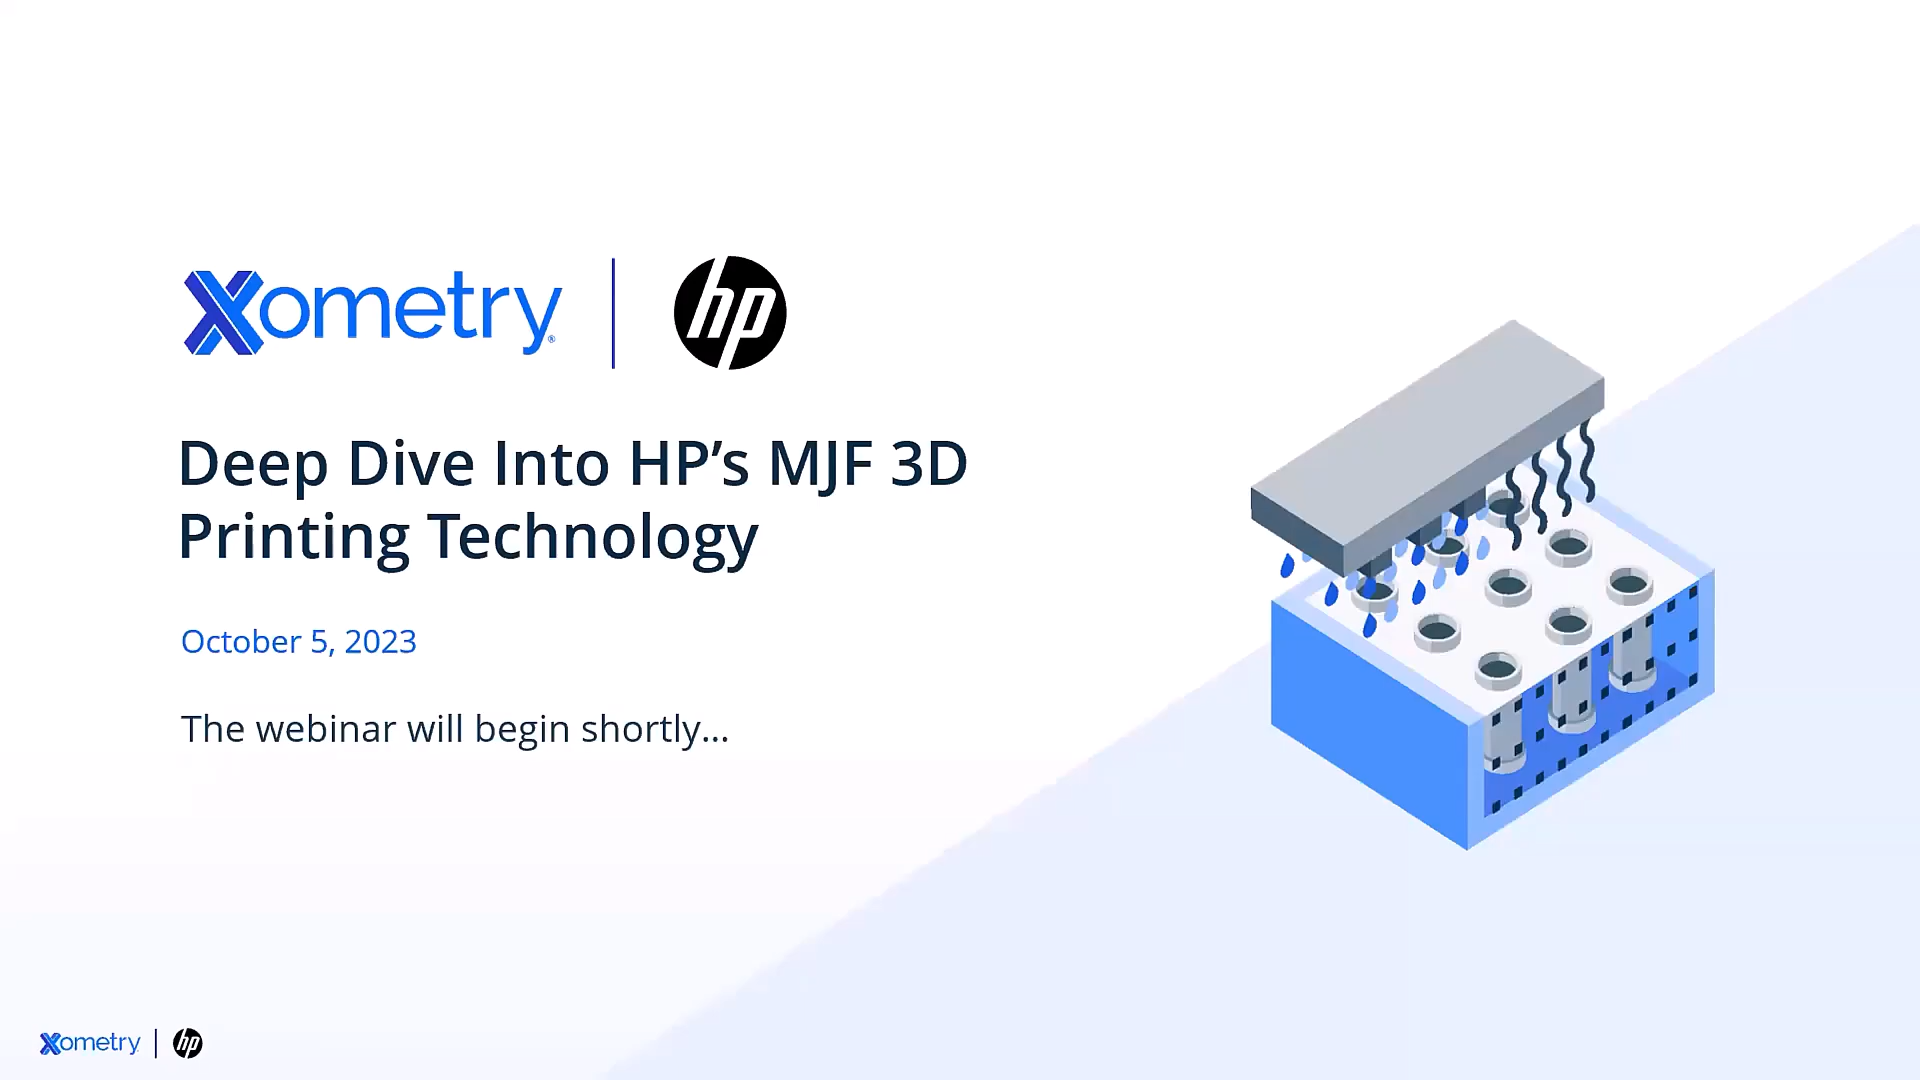 Xometry® | hp
Deep Dive Into HP’s MJF 3D
Printing Technology
October 5, 2023
The webinar will begin shortly...
Xometry | hp